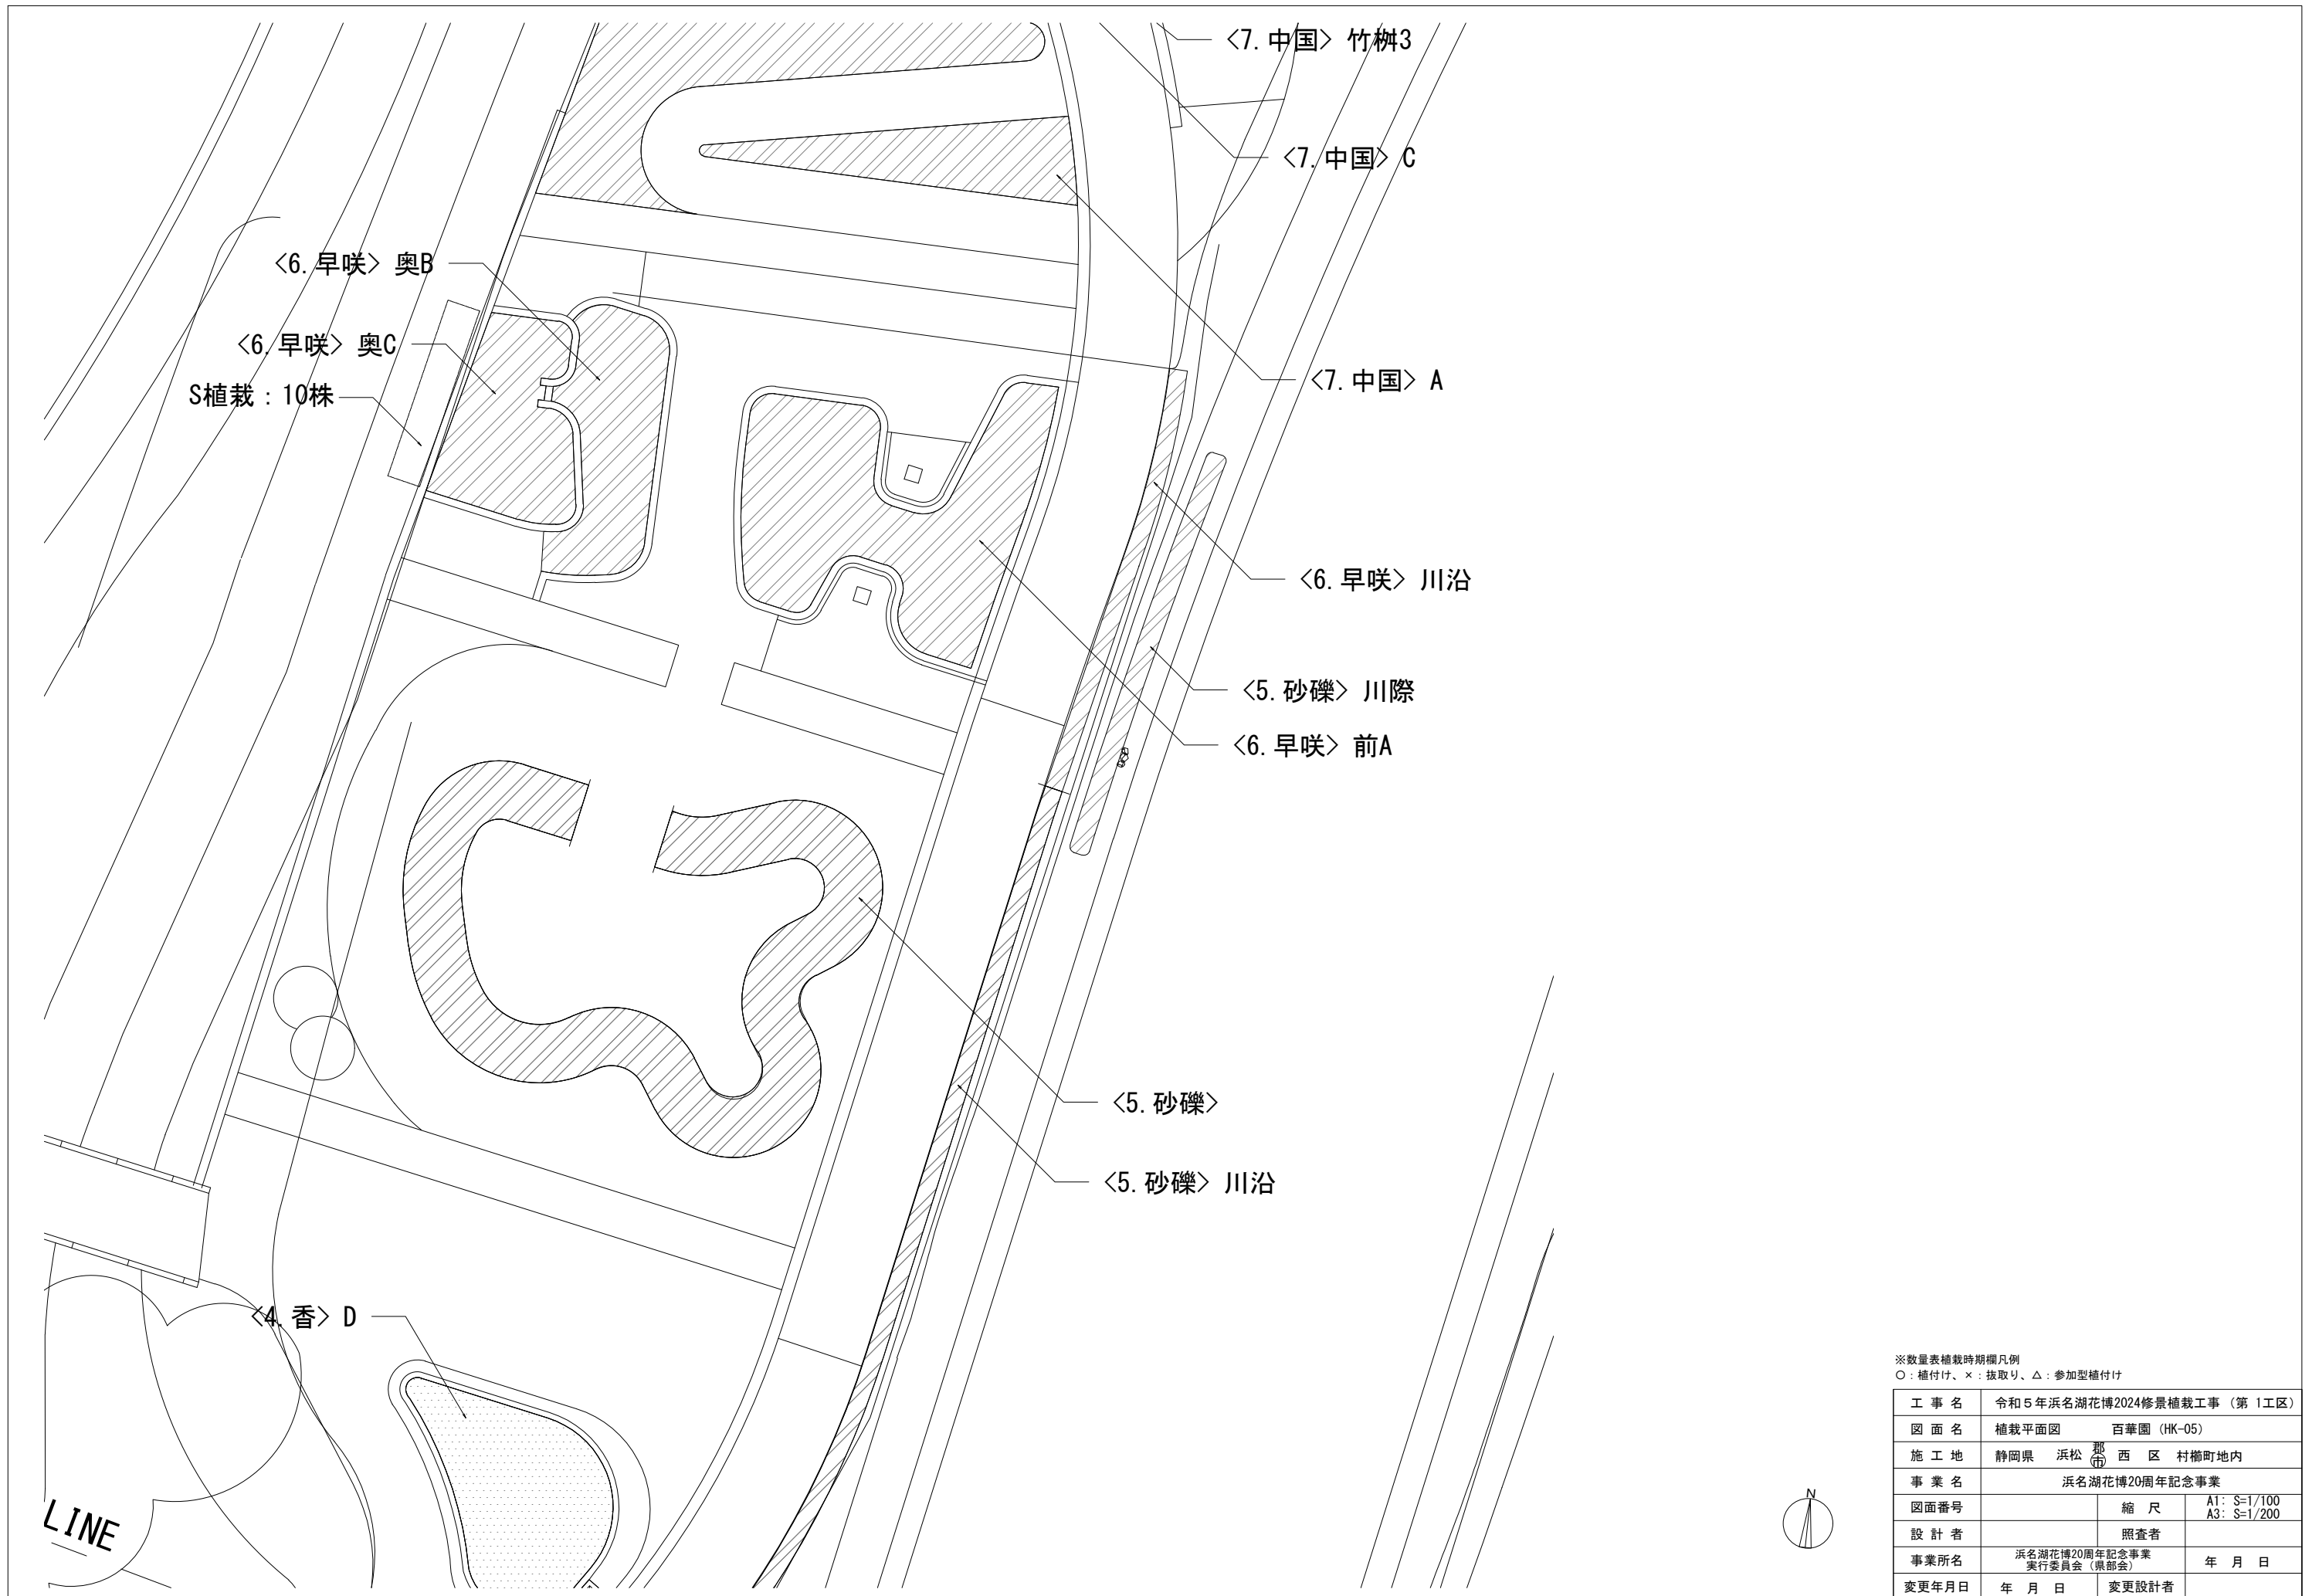 <7.中国> 竹柵3
<7.中国> C
<6.早咲> 奥B
<6.早咲> 奥C
<7.中国> A
S植栽：10株
<6.早咲> 川沿
<5.砂礫> 川際
<6.早咲> 前A
<5.砂礫>
<5.砂礫> 川沿
<4.香> D
LINE
N
※数量表植栽時期欄凡例
○：植付け、×：抜取り、△：参加型植付け
工 事 名 令和５年浜名湖花博2024修景植栽工事（第 1工区）
図 面 名 植栽平面図 百華園（HK-05）
施 工 地 静岡県 浜松 郡 市 西 区 村櫛町地内
事 業 名 浜名湖花博20周年記念事業
図面番号 縮 尺 A1: S=1/100
A3: S=1/200
設 計 者 照査者
事業所名 浜名湖花博20周年記念事業
実行委員会（県部会） 年 月 日
変更年月日 年 月 日 変更設計者